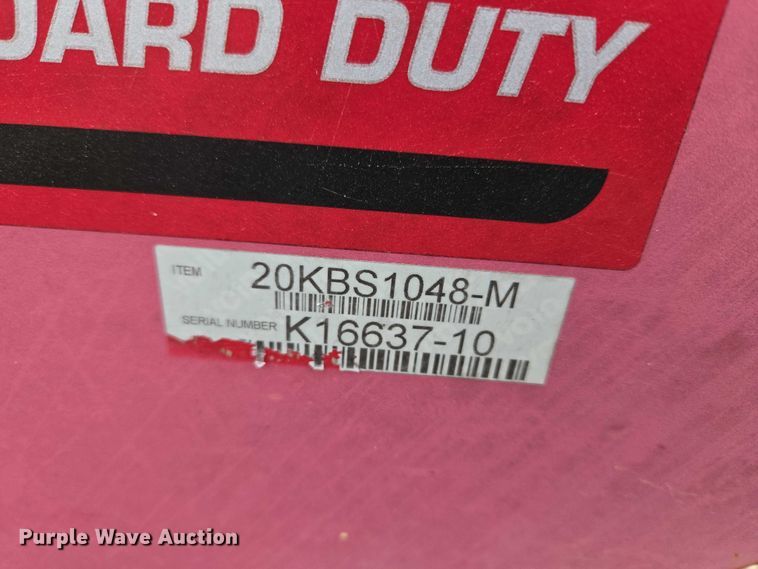 DARD DUTY
ITEM 20KBS1048-M
SERIAL NUMBER K16637-10
Purple Wave Auction